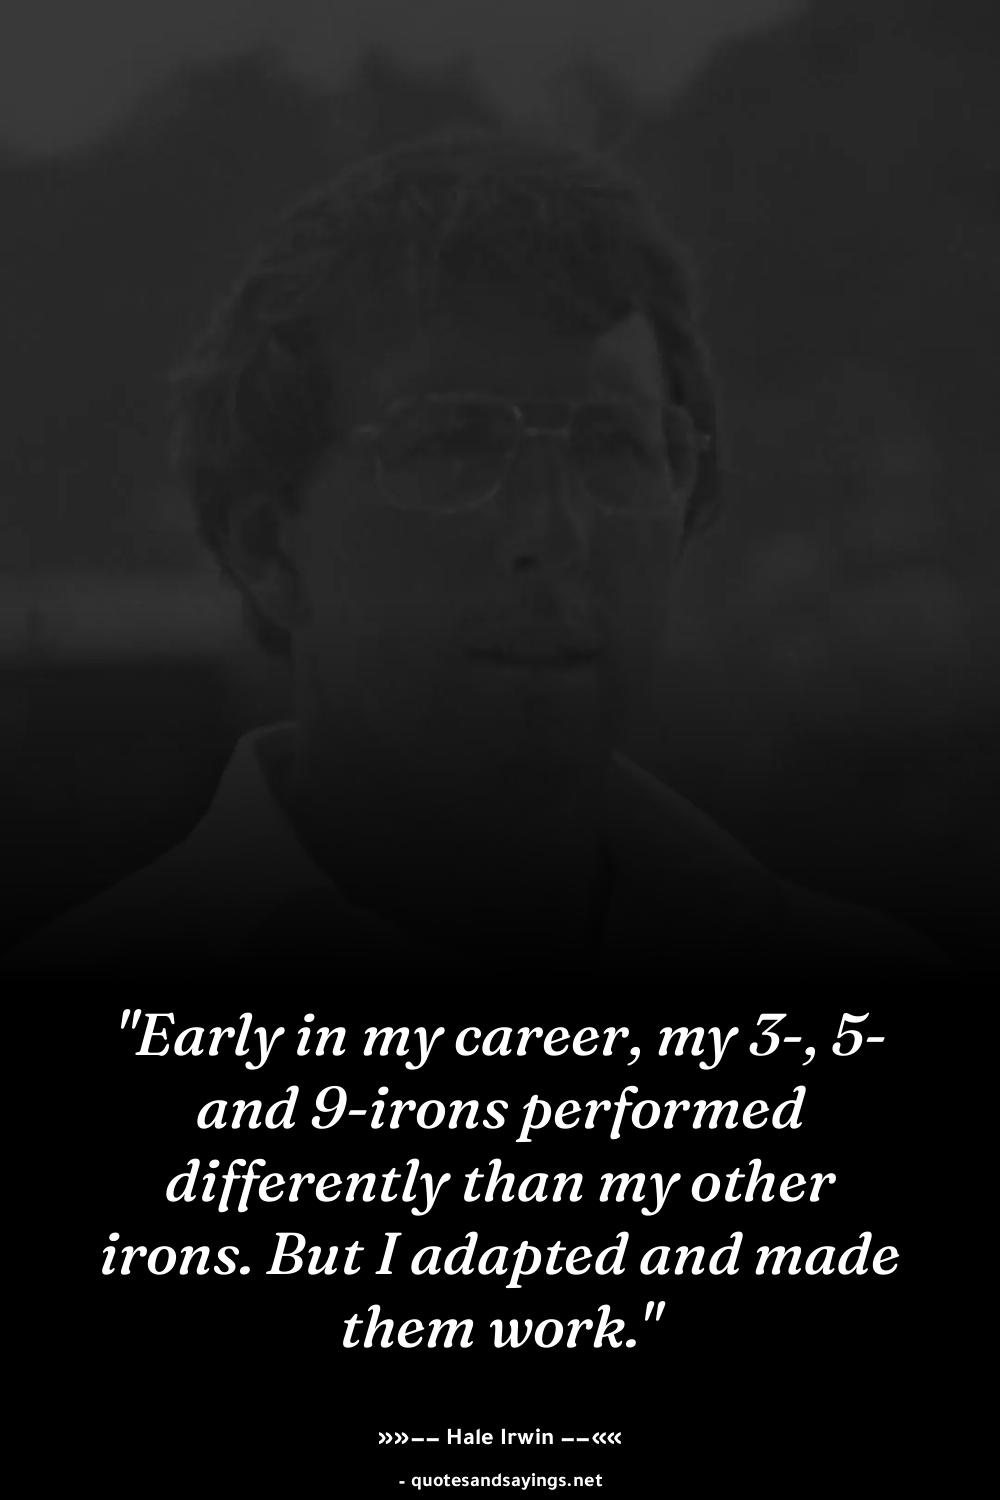 "Early in my career, my 3-, 5-
and 9-irons performed
differently than my other
irons. But I adapted and made
them work."
»»−− Hale Irwin −−««
- quotesandsayings.net